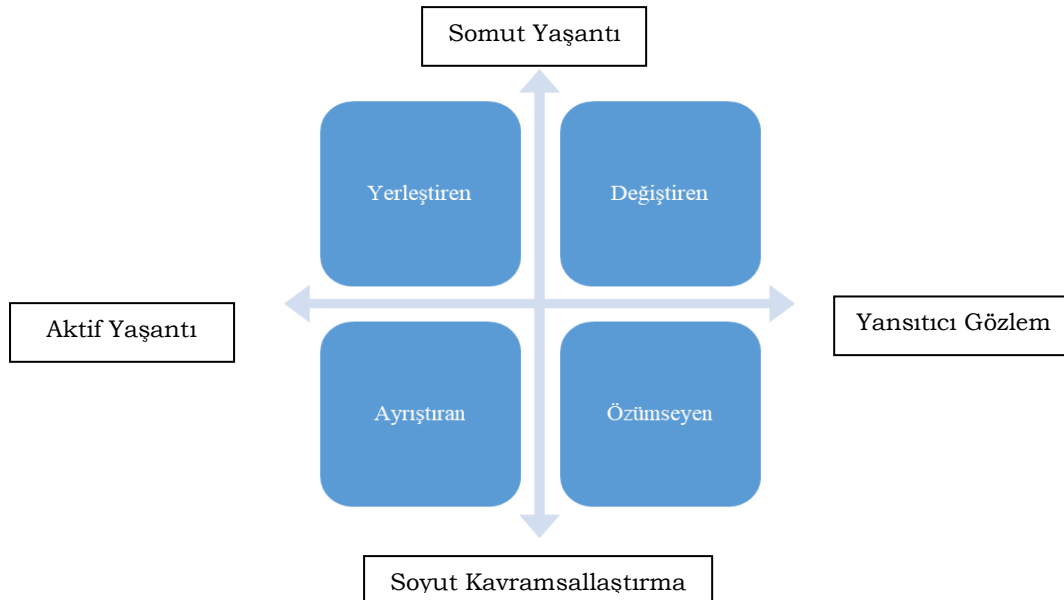 Somut Yaşantı
Yerleştiren
Değiştiren
Aktif Yaşantı
Yansıtıcı Gözlem
Ayrıştıran
Özümseyen
Soyut Kavramsallaştırma